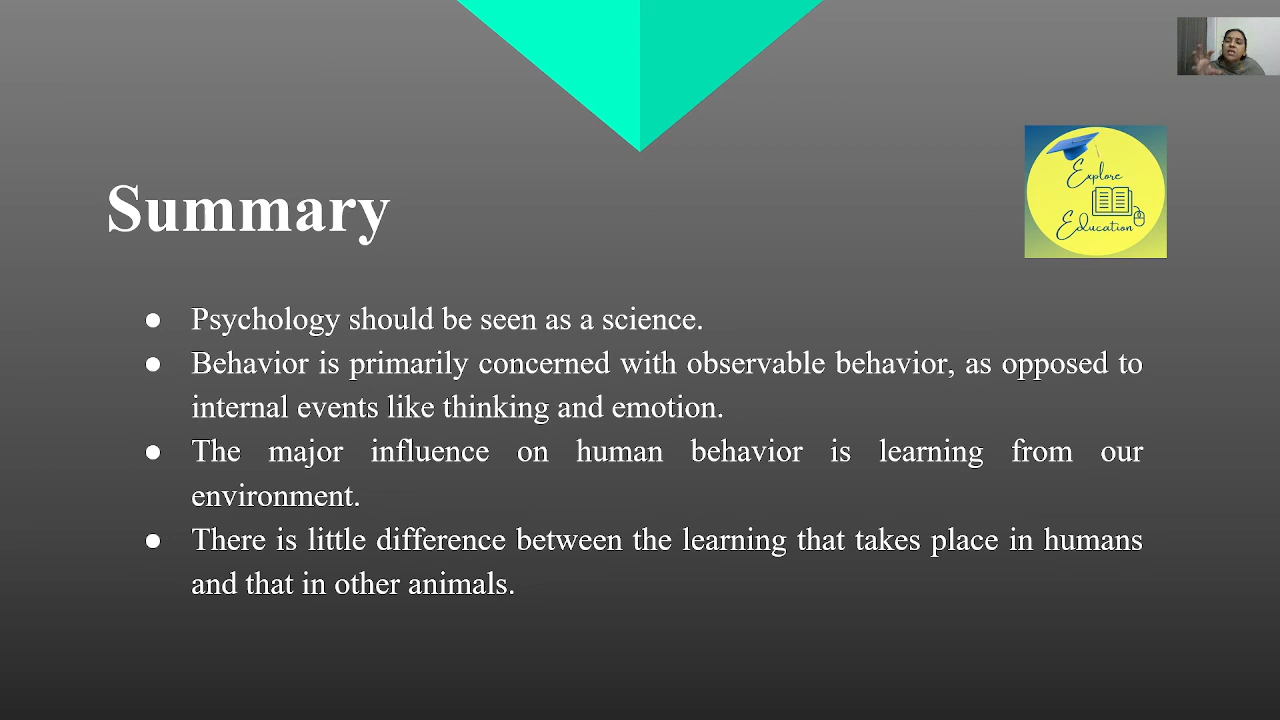 Explore
Education
Summary
● Psychology should be seen as a science.
● Behavior is primarily concerned with observable behavior, as opposed to
internal events like thinking and emotion.
● The major influence on human behavior is learning from our
environment.
● There is little difference between the learning that takes place in humans
and that in other animals.